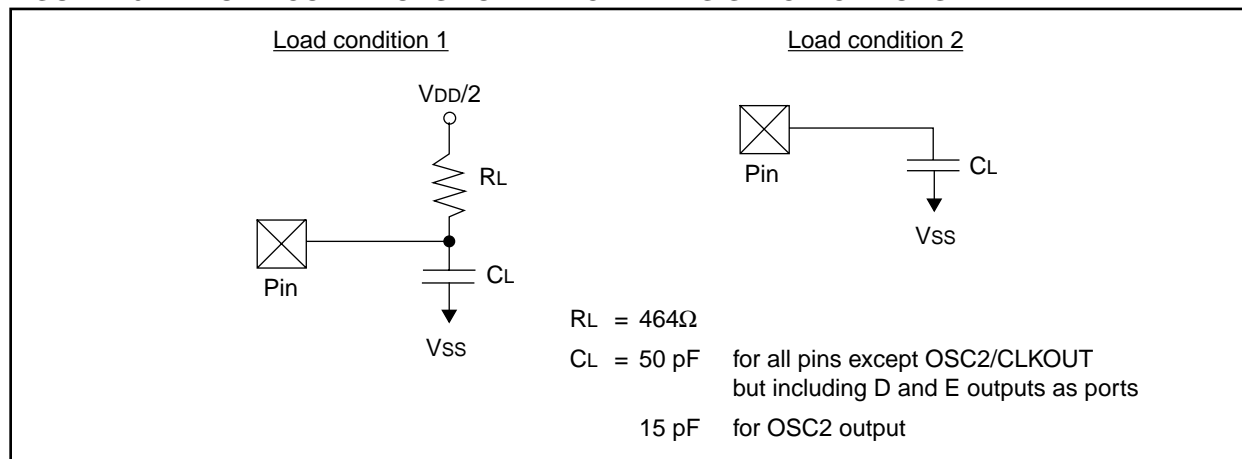 Load condition 1
VDD/2
RL
Pin
CL
VSS
Load condition 2
Pin
CL
VSS
RL = 464Ω
CL = 50 pF for all pins except OSC2/CLKOUT
but including D and E outputs as ports
15 pF for OSC2 output